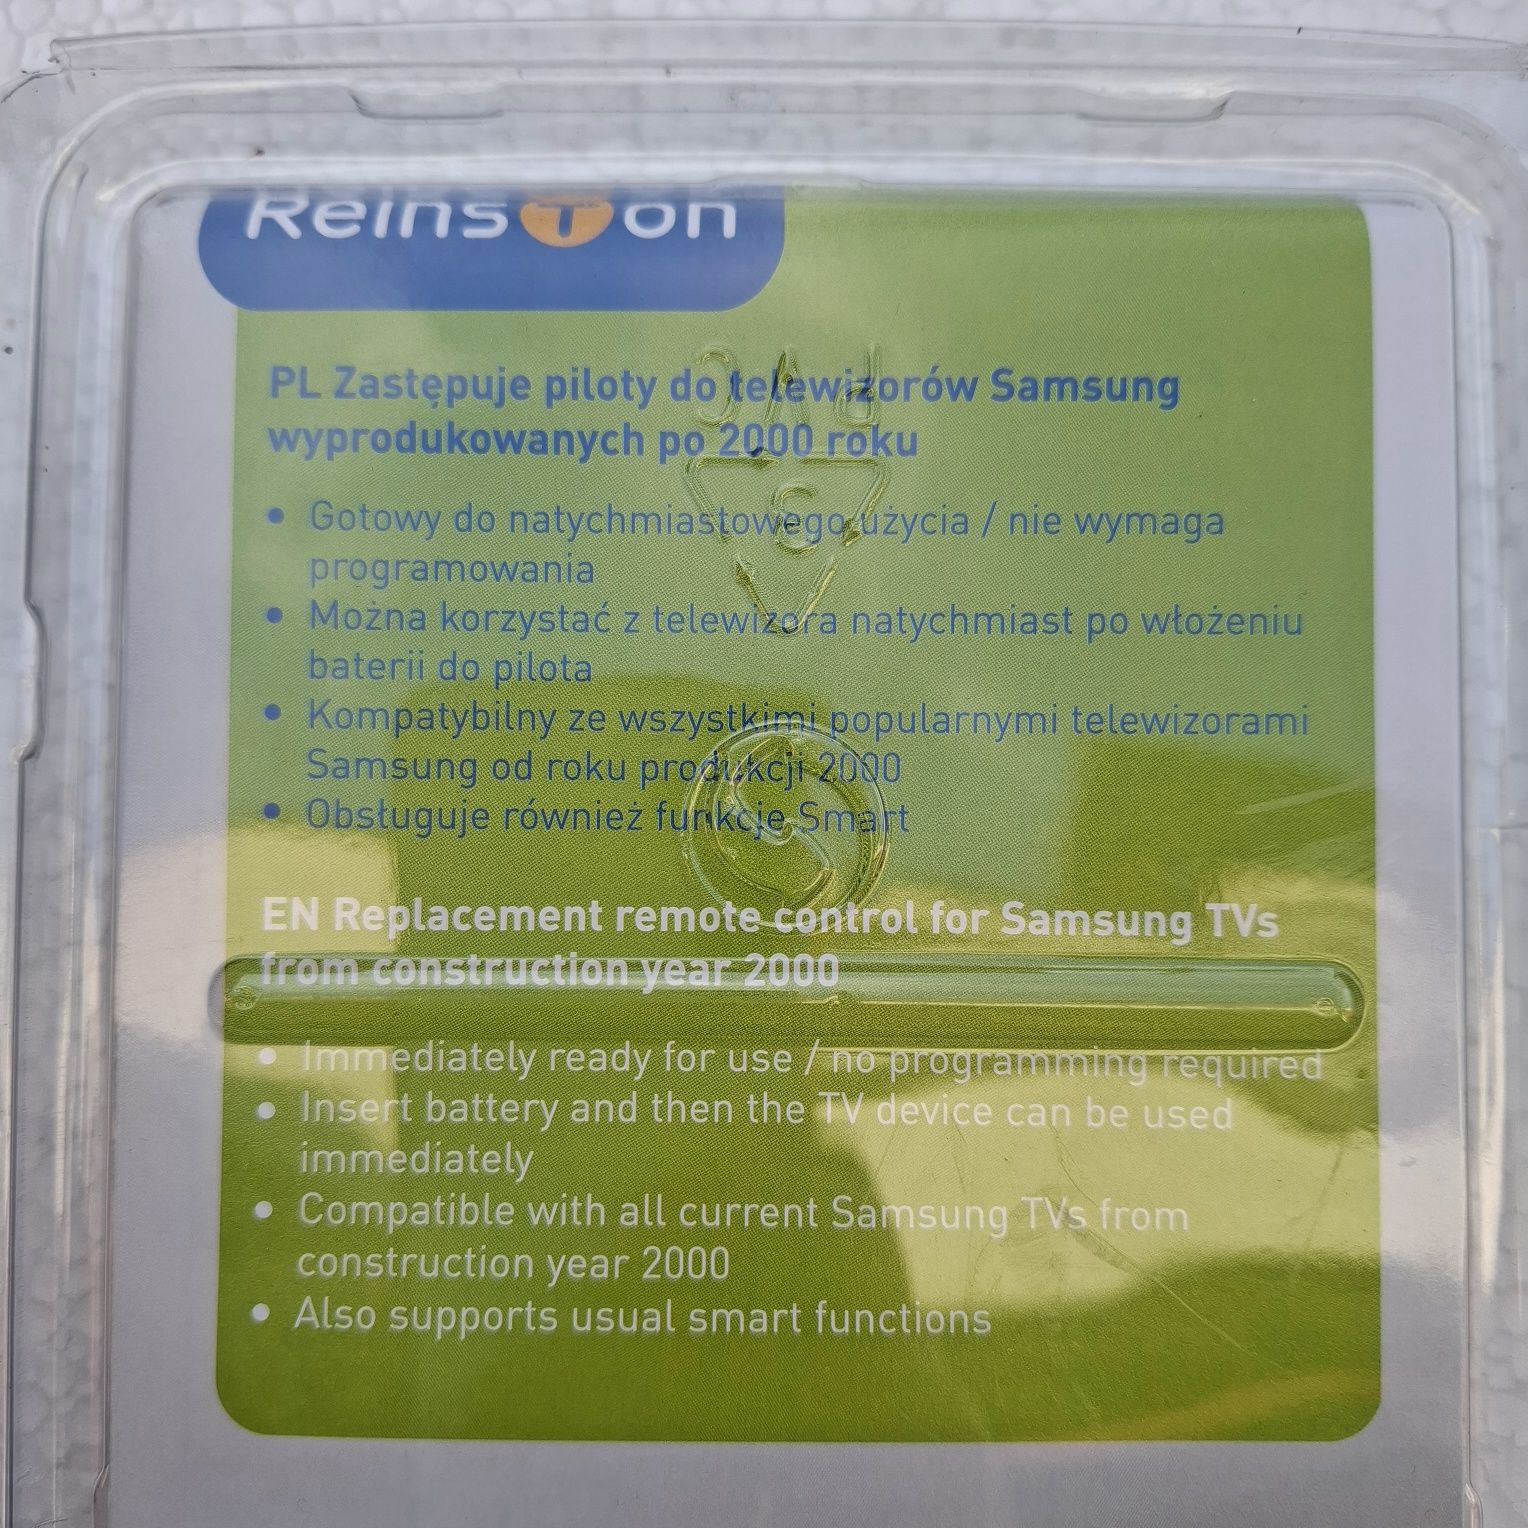 Reinston
PL Zastępuje piloty do telewizorów Samsung
wyprodukowanych po 2000 roku
• Gotowy do natychmiastowego użycia / nie wymaga
programowania
• Można korzystać z telewizora natychmiast po włożeniu
baterii do pilota
• Kompatybilny ze wszystkimi popularnymi telewizorami
Samsung od roku produkcji 2000
• Obsługuje również funkcje Smart
PVC
3
EN Replacement remote control for Samsung TVs
from construction year 2000
• Immediately ready for use / no programming required
• Insert battery and then the TV device can be used
immediately
• Compatible with all current Samsung TVs from
construction year 2000
• Also supports usual smart functions